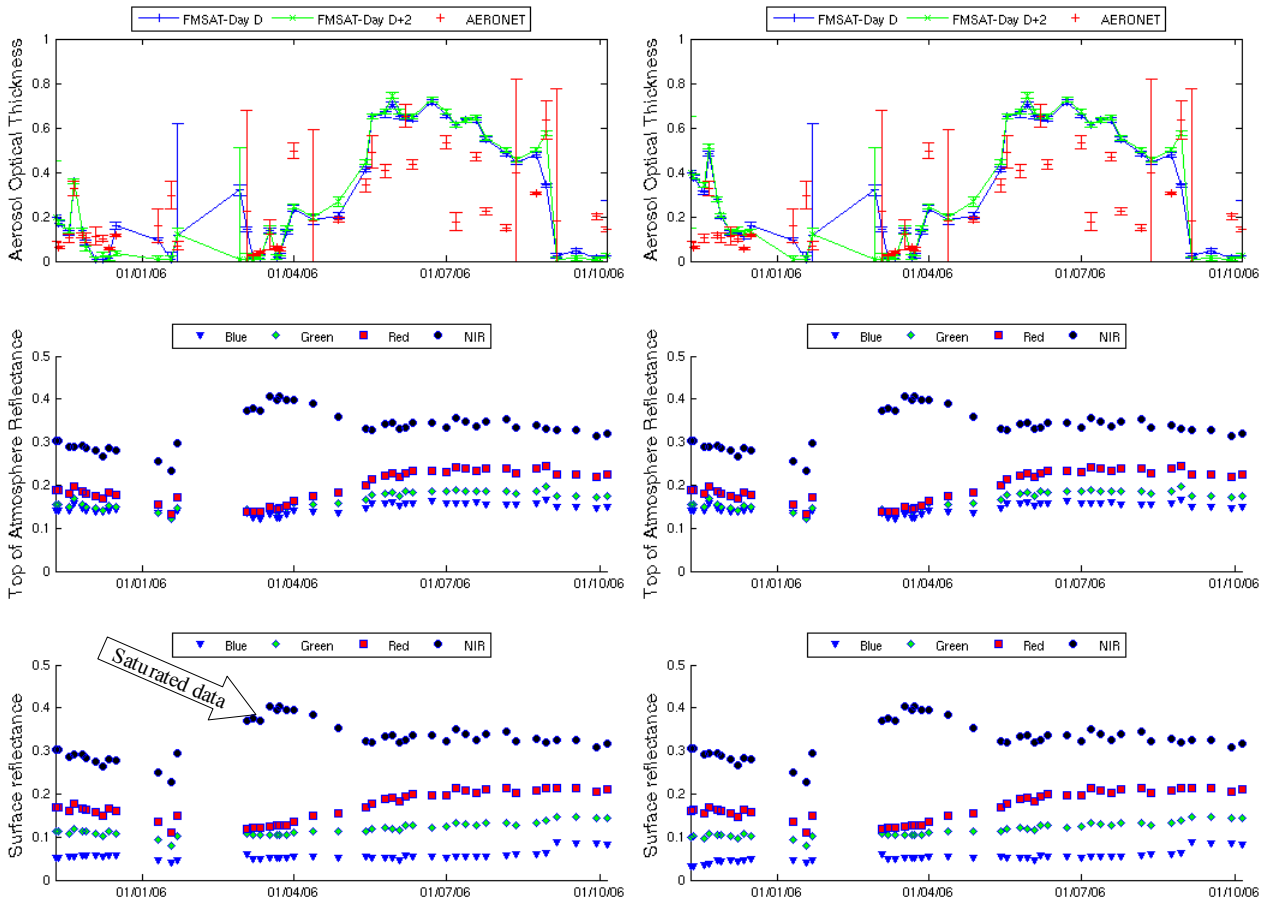 FMSAT-Day D FMSAT-Day D+2 AERONET
Aerosol Optical Thickness
1
0.8
0.6
0.4
0.2
0
01/01/06 01/04/06 01/07/06 01/10/06
FMSAT-Day D FMSAT-Day D+2 AERONET
Aerosol Optical Thickness
1
0.8
0.6
0.4
0.2
0
01/01/06 01/04/06 01/07/06 01/10/06
Blue Green Red NIR
Top of Atmosphere Reflectance
0.5
0.4
0.3
0.2
0.1
0
01/01/06 01/04/06 01/07/06 01/10/06
Blue Green Red NIR
Top of Atmosphere Reflectance
0.5
0.4
0.3
0.2
0.1
0
01/01/06 01/04/06 01/07/06 01/10/06
Blue Green Red NIR
Surface reflectance
0.5
0.4
0.3
0.2
0.1
0
Saturated data
01/01/06 01/04/06 01/07/06 01/10/06
Blue Green Red NIR
Surface reflectance
0.5
0.4
0.3
0.2
0.1
0
01/01/06 01/04/06 01/07/06 01/10/06